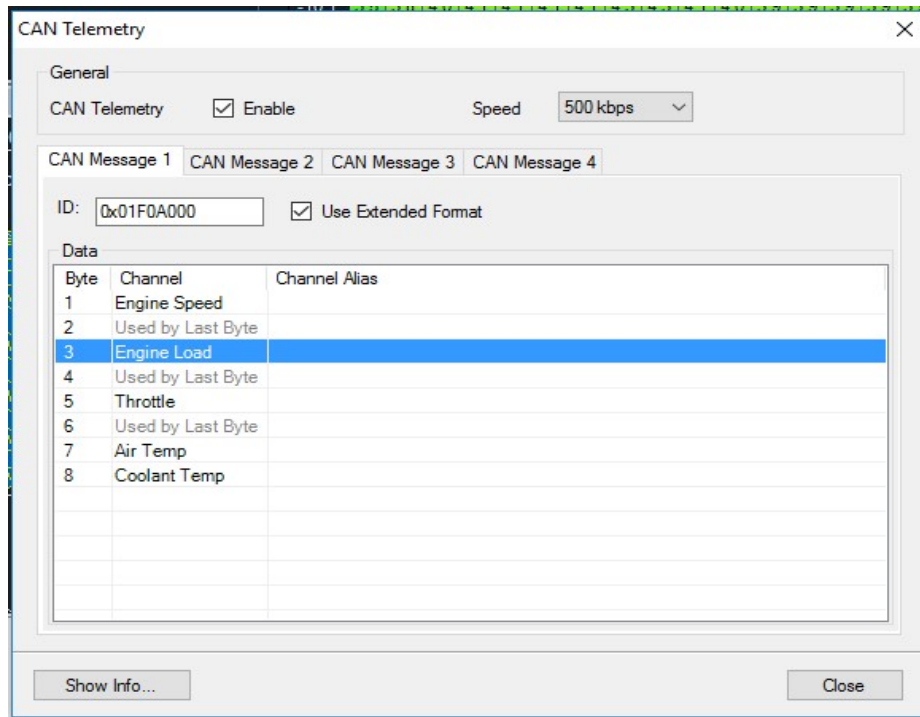 CAN Telemetry
General
CAN Telemetry Enable Speed 500 kbps
CAN Message 1 CAN Message 2 CAN Message 3 CAN Message 4
ID: 0x01F0A000 Use Extended Format
Data
Byte Channel Channel Alias
1 Engine Speed
2 Used by Last Byte
3 Engine Load
4 Used by Last Byte
5 Throttle
6 Used by Last Byte
7 Air Temp
8 Coolant Temp
Show Info... Close